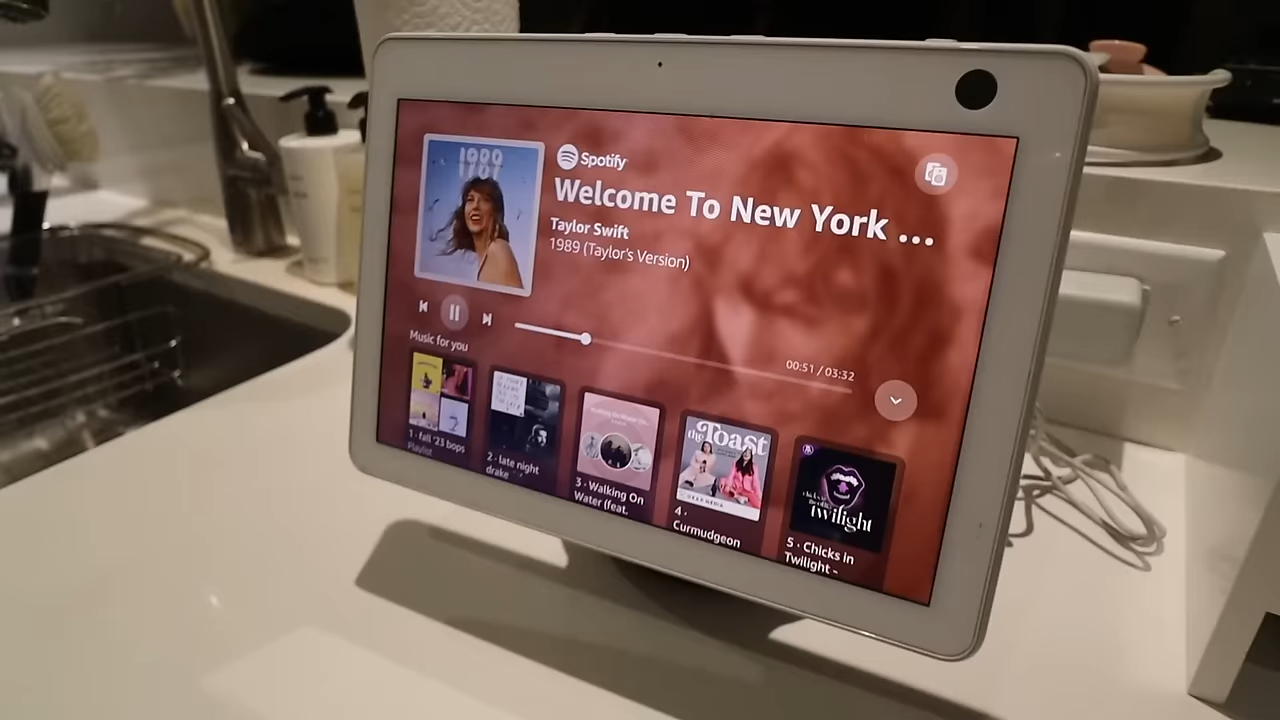 1989
Spotify
Welcome To New York ...
Taylor Swift
1989 (Taylor's Version)
00:51 / 03:32
Music for you
1 · fall '23 bops
Playlist
2 · late night
drake
the Toast
DEAR MEDIA
twilight
3 · Walking On
Water (feat.
4 ·
Curmudgeon
5 · Chicks In
Twilight -